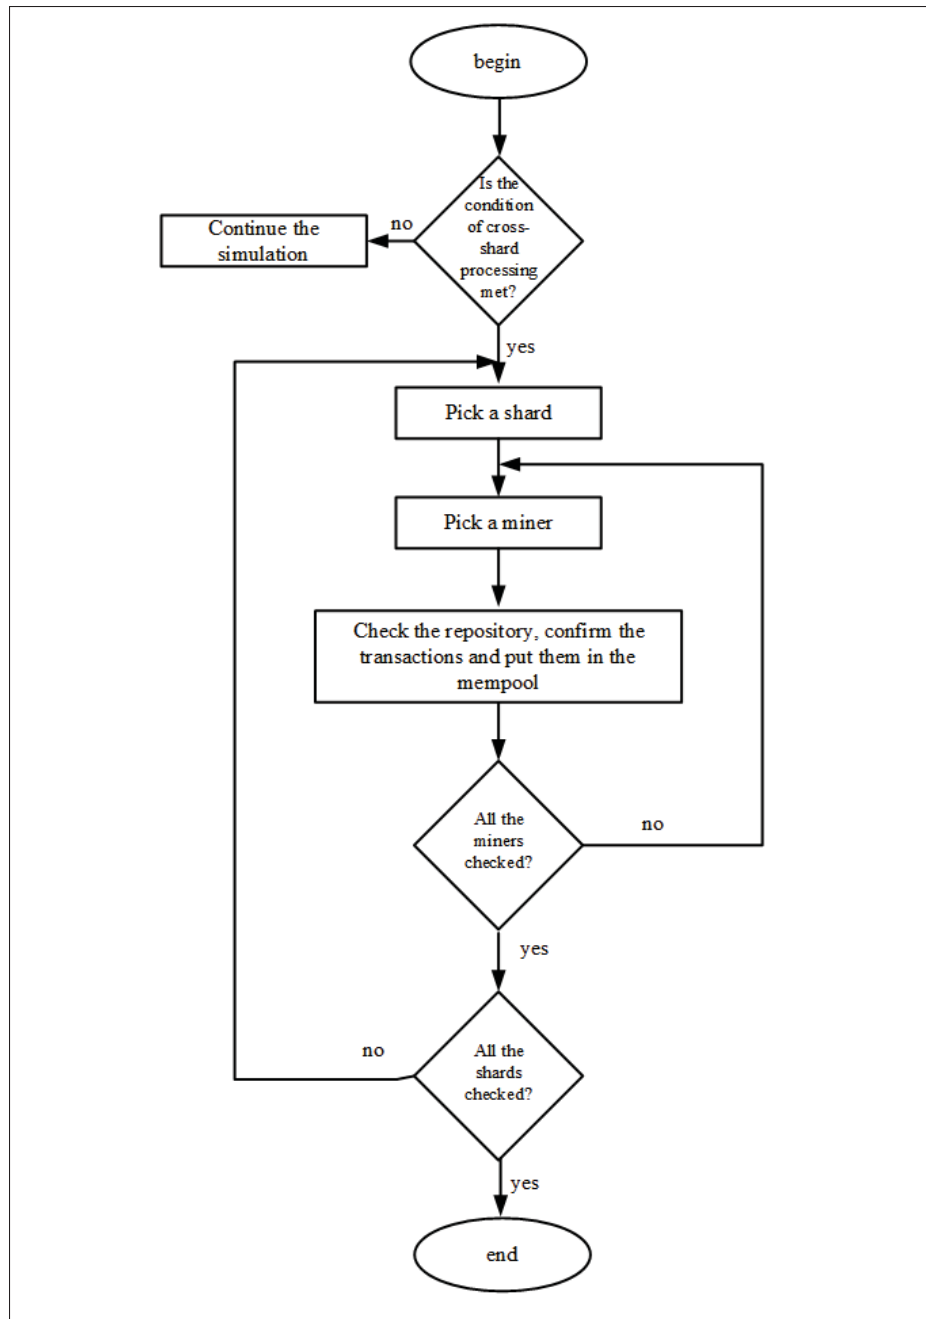 begin
Is the
condition
of cross-
shard
processing
met?
no
Continue the
simulation
yes
Pick a shard
Pick a miner
Check the repository, confirm the
transactions and put them in the
mempool
All the
miners
checked?
no
yes
no
All the
shards
checked?
yes
end